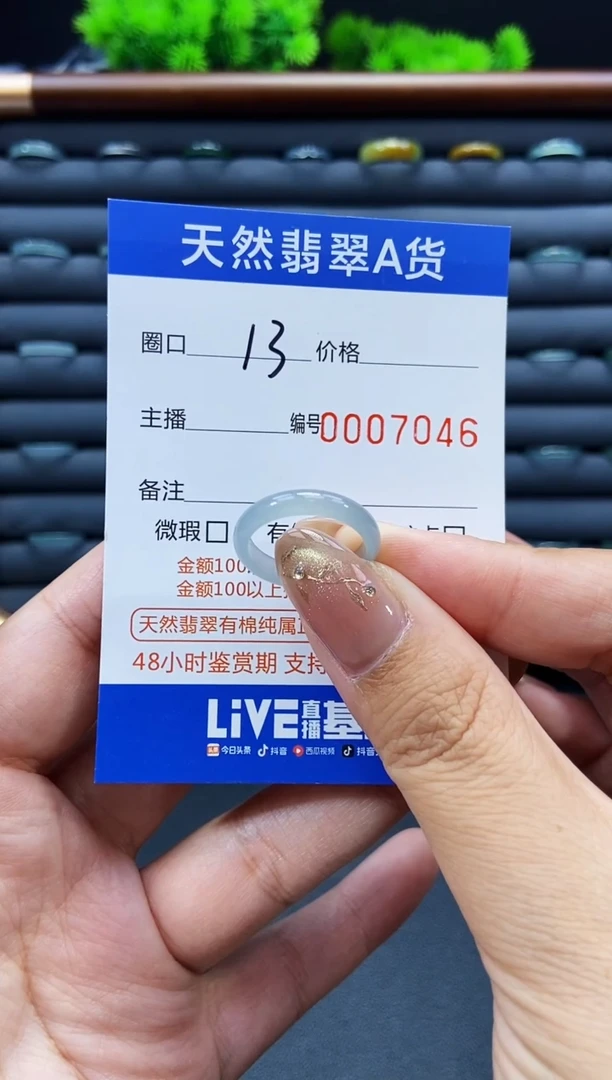 天然翡翠A货
圈口 13 价格
主播 编号0007046
备注
微瑕 有
金额100
金额100以上
天然翡翠有棉纯属正
48小时鉴赏期 支持
LiVE直播基
今日头条 抖音 西瓜视频 抖音